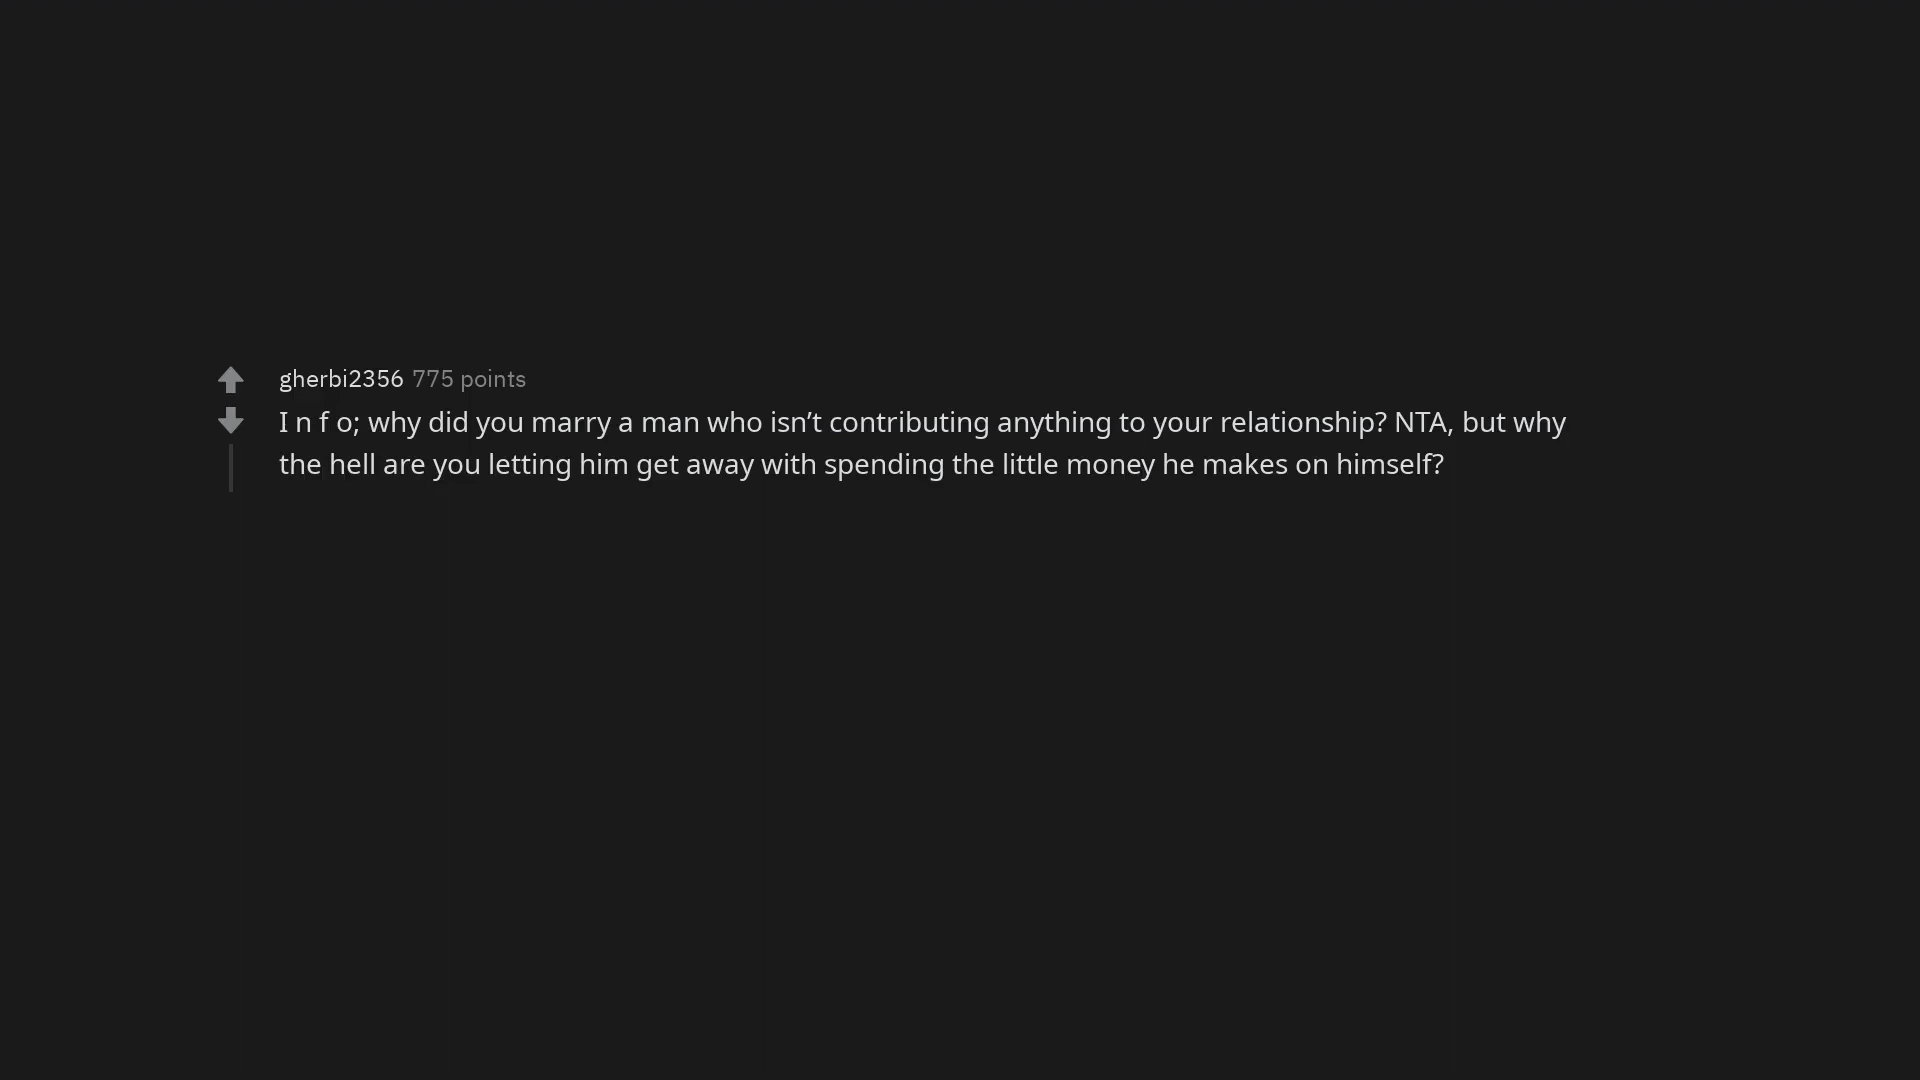 gherbi2356 775 points
I n f o; why did you marry a man who isn’t contributing anything to your relationship? NTA, but why
the hell are you letting him get away with spending the little money he makes on himself?